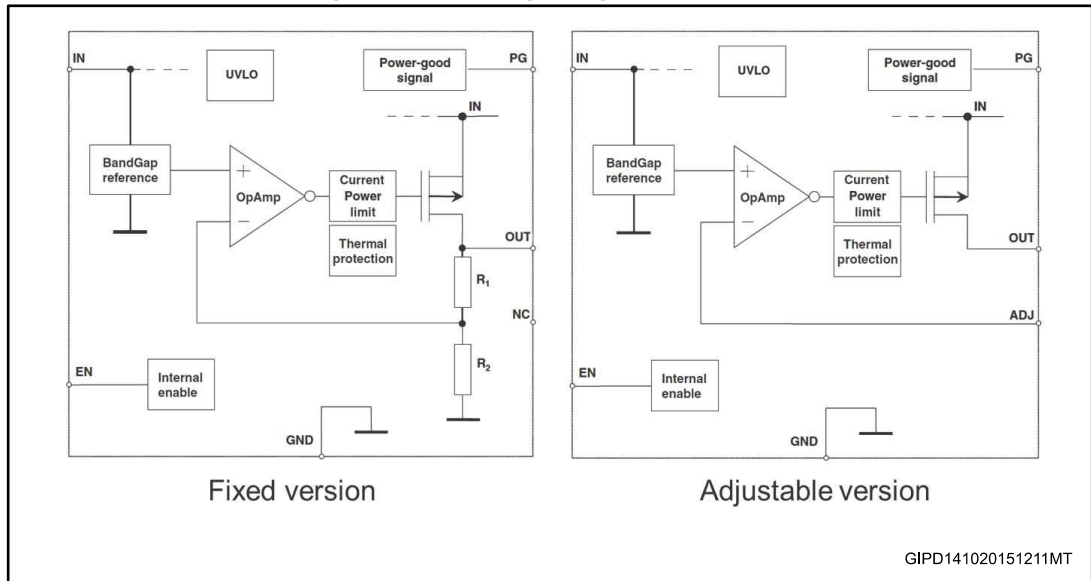 IN
UVLO
Power-good
signal
PG
IN
BandGap
reference
+
OpAmp
−
Current
Power
limit
Thermal
protection
OUT
R1
NC
R2
EN
Internal
enable
GND
Fixed version
IN
UVLO
Power-good
signal
PG
IN
BandGap
reference
+
OpAmp
−
Current
Power
limit
Thermal
protection
OUT
ADJ
EN
Internal
enable
GND
Adjustable version
GIPD141020151211MT